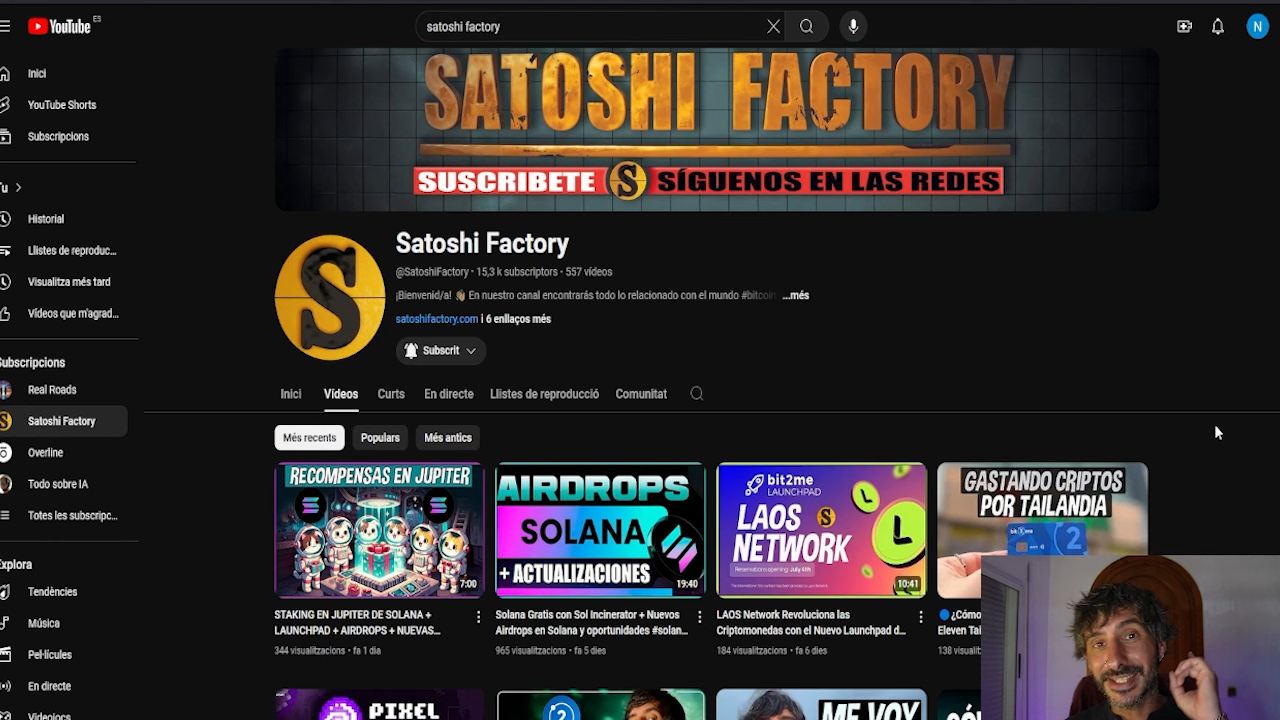 YouTube ES
satoshi factory
N
Inici
YouTube Shorts
Subscripcions
Historial
Llistes de reproduc...
Visualitza més tard
Vídeos que m'agrad...
Subscripcions
Real Roads
Satoshi Factory
Overline
Todo sobre IA
Totes les subscripc...
Explora
Tendències
Música
Pel·lícules
En directe
Videojocs
SATOSHI FACTORY
SUSCRIBETE S SÍGUENOS EN LAS REDES
Satoshi Factory
@SatoshiFactory · 15,3 k subscriptors · 557 vídeos
¡Bienvenid/a! 👋 En nuestro canal encontrarás todo lo relacionado con el mundo #bitcoin ...més
satoshifactory.com i 6 enllaços més
Subscrit
Inici Vídeos Curts En directe Llistes de reproducció Comunitat
Més recents Populars Més antics
RECOMPENSAS EN JUPITER
7:00
STAKING EN JUPITER DE SOLANA +
LAUNCHPAD + AIRDROPS + NUEVAS...
344 visualitzacions · fa 1 dia
AIRDROPS
SOLANA
+ ACTUALIZACIONES
19:40
Solana Gratis con Sol Incinerator + Nuevos
Airdrops en Solana y oportunidades #solan...
965 visualitzacions · fa 5 dies
bit2me
LAUNCHPAD
LAOS
NETWORK
Reservations opening July 4th
10:41
LAOS Network Revoluciona las
Criptomonedas con el Nuevo Launchpad d...
184 visualitzacions · fa 6 dies
GASTANDO CRIPTOS
POR TAILANDIA
bit 2
¿Cómo
Eleven Tai
138 visualit
PIXEL
ME VOY